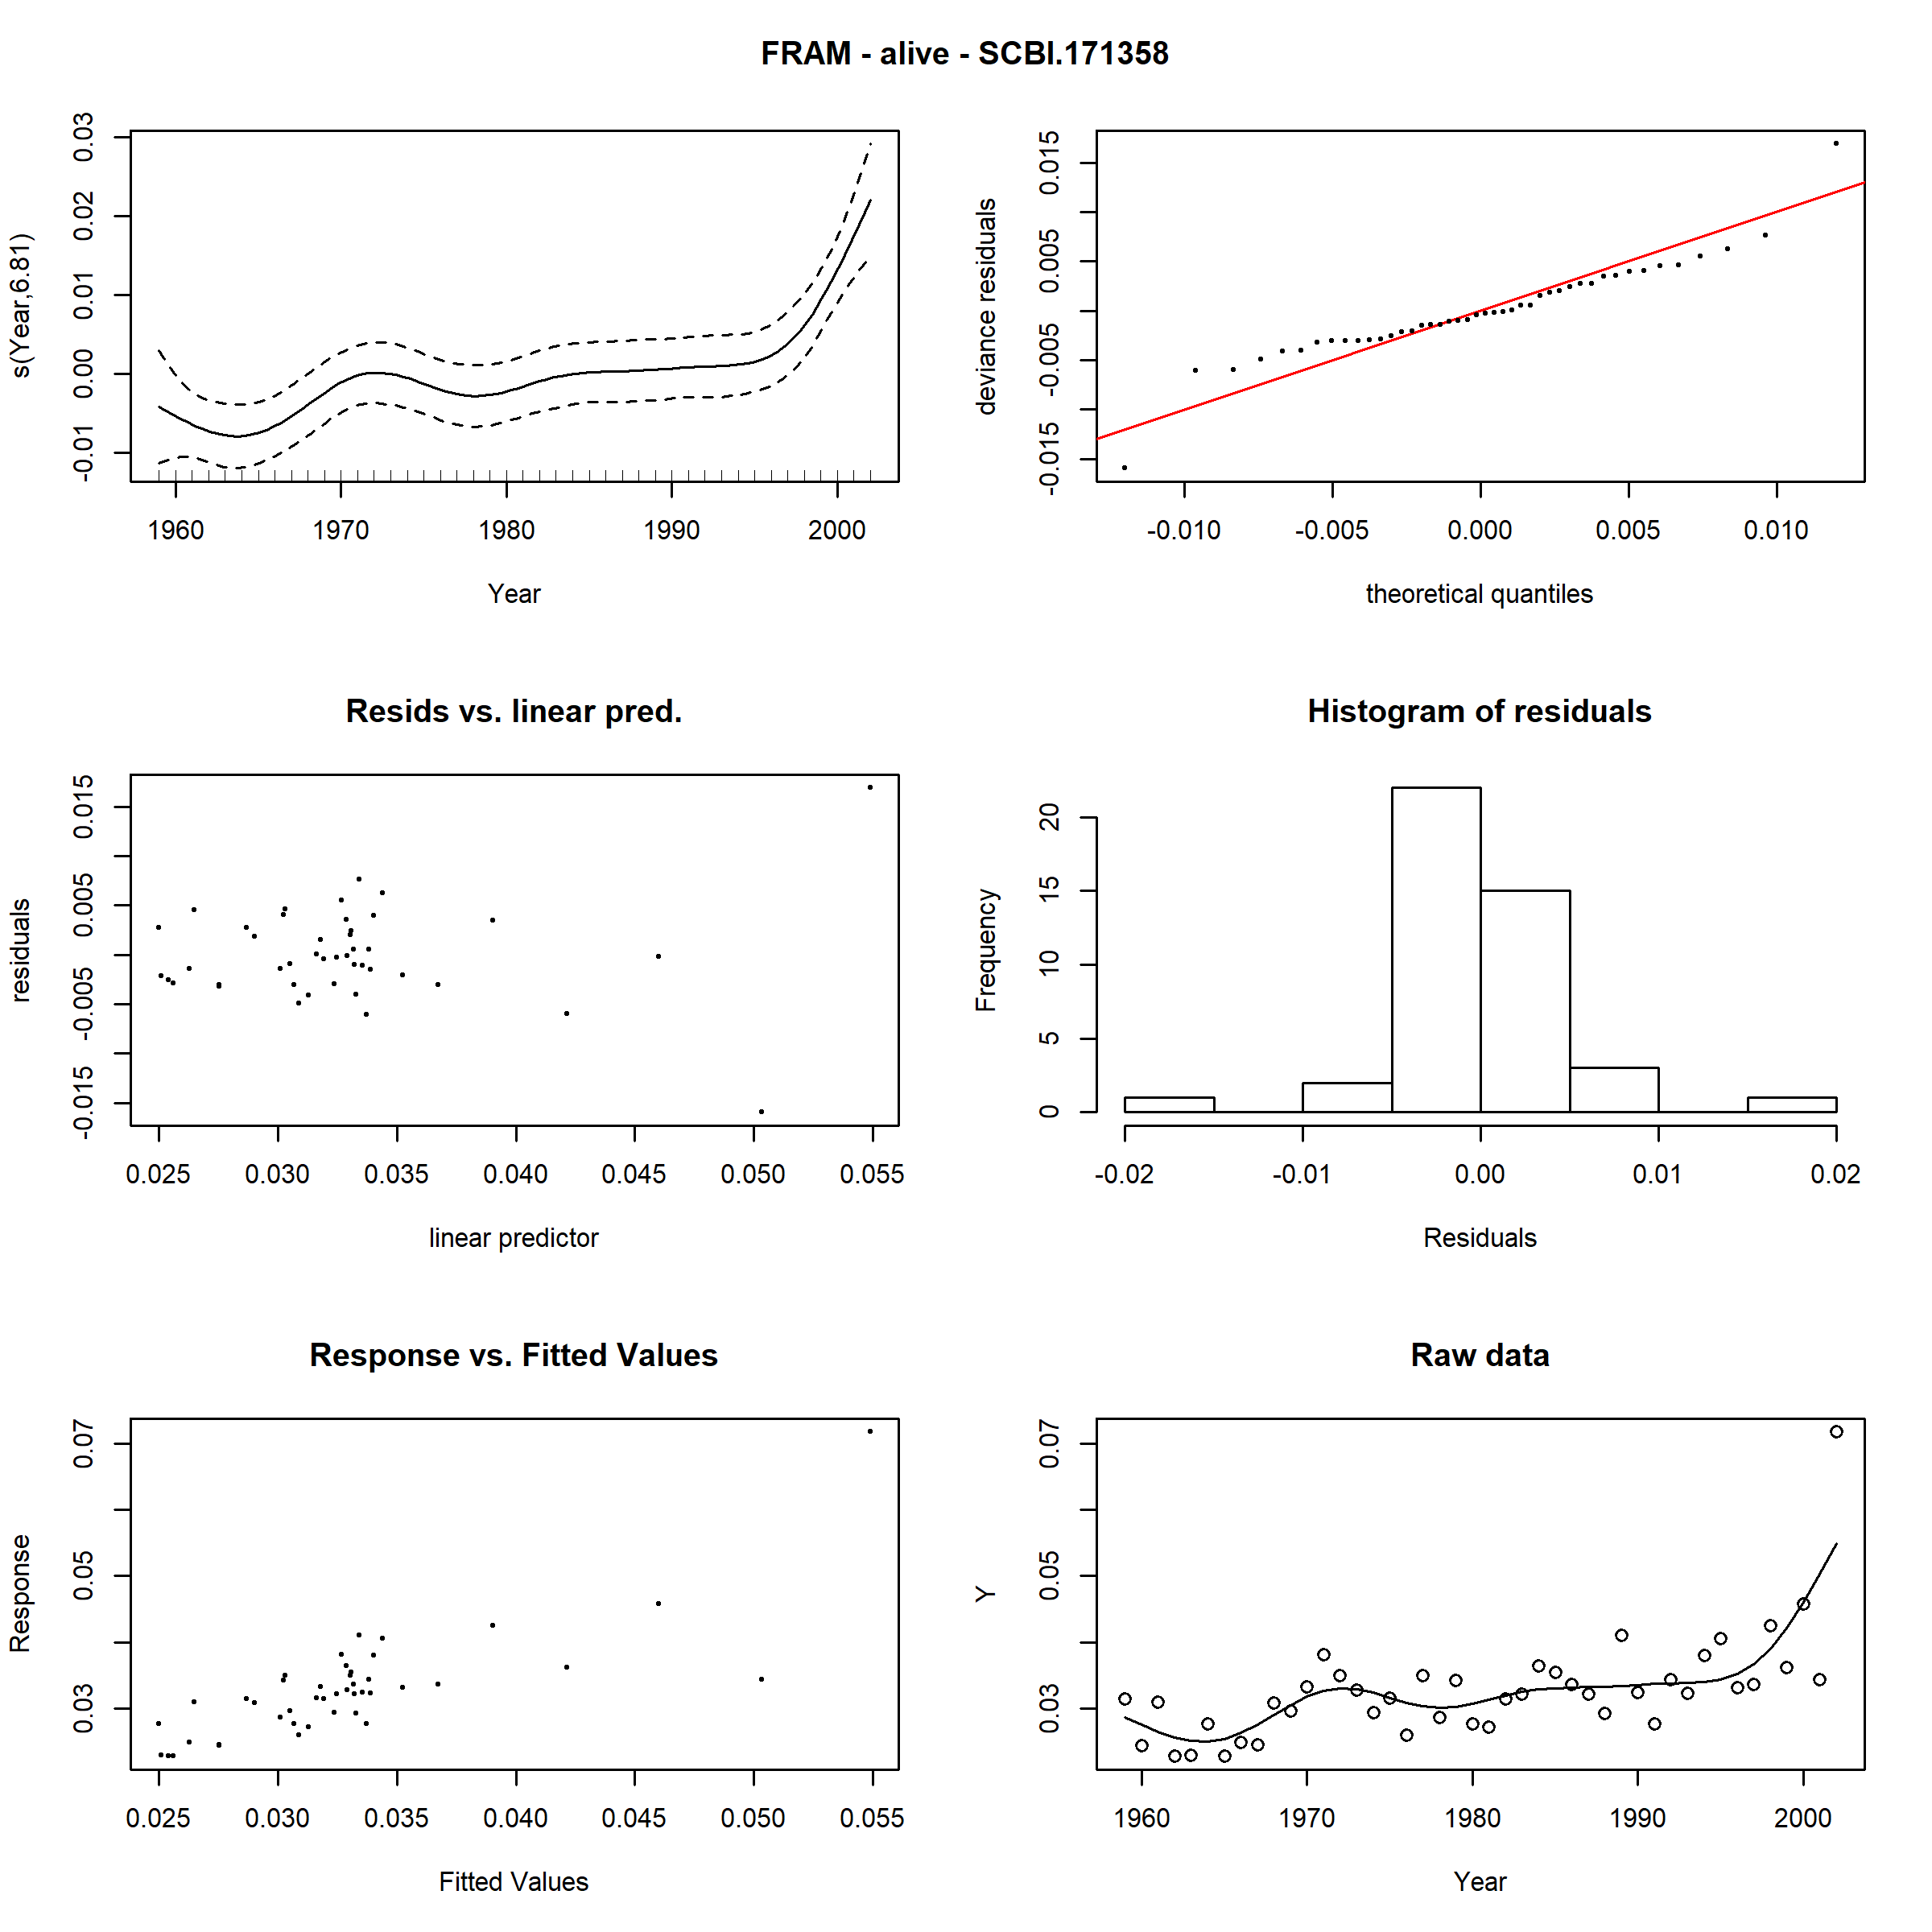 FRAM - alive - SCBI.171358
s(Year,6.81)
-0.01 0.00 0.01 0.02 0.03
1960 1970 1980 1990 2000
Year
deviance residuals
-0.015 -0.005 0.005 0.015
-0.010 -0.005 0.000 0.005 0.010
theoretical quantiles
Resids vs. linear pred.
residuals
-0.015 -0.005 0.005 0.015
0.025 0.030 0.035 0.040 0.045 0.050 0.055
linear predictor
Histogram of residuals
Frequency
0 5 10 15 20
-0.02 -0.01 0.00 0.01 0.02
Residuals
Response vs. Fitted Values
Response
0.03 0.05 0.07
0.025 0.030 0.035 0.040 0.045 0.050 0.055
Fitted Values
Raw data
Y
0.03 0.05 0.07
1960 1970 1980 1990 2000
Year